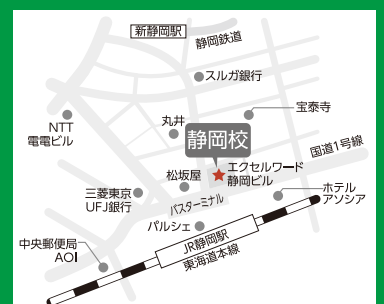 新静岡駅
静岡鉄道
スルガ銀行
宝泰寺
丸井
NTT
電電ビル
静岡校
国道1号線
エクセルワード
静岡ビル
松坂屋
三菱東京
UFJ銀行
ホテル
アソシア
バスターミナル
パルシェ
JR静岡駅
東海道本線
中央郵便局
AOI